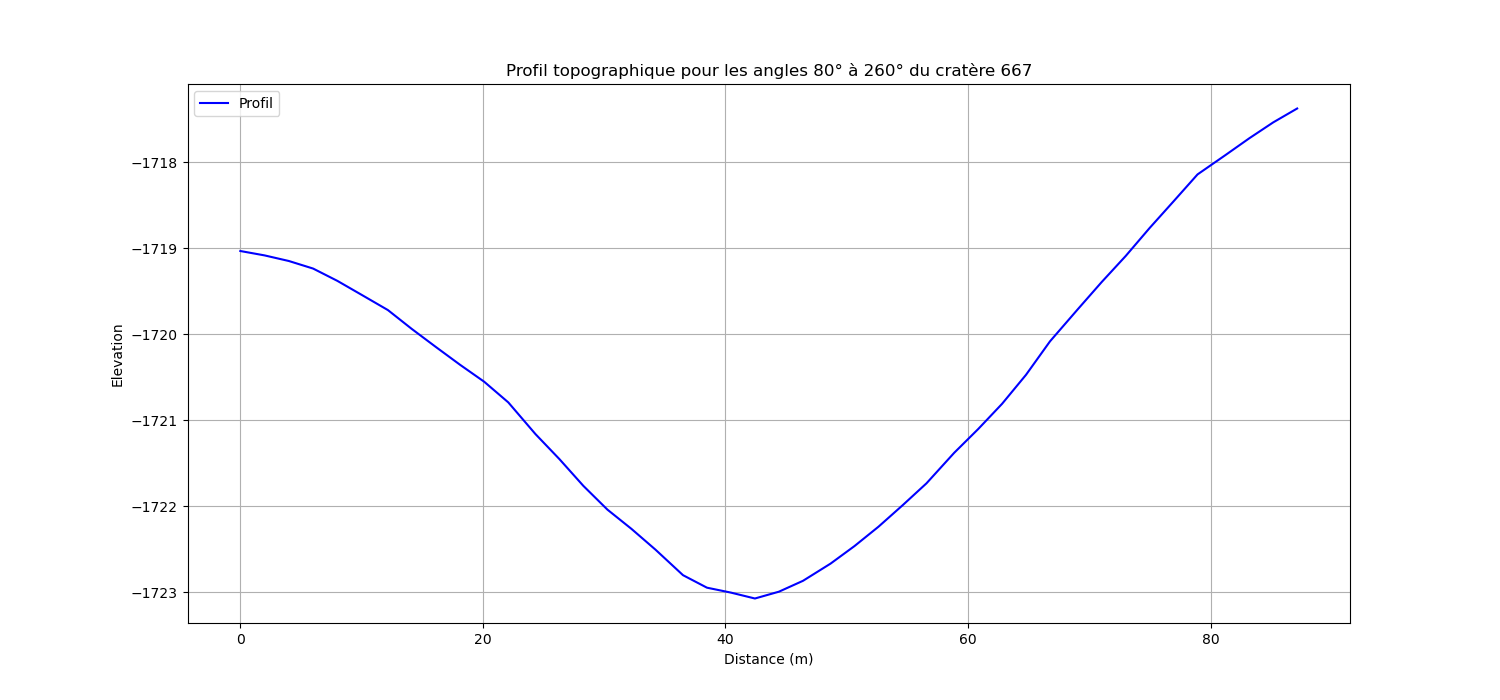 Profil topographique pour les angles 80° à 260° du cratère 667
Profil
−1718
−1719
−1720
−1721
−1722
−1723
Elevation
0 20 40 60 80
Distance (m)